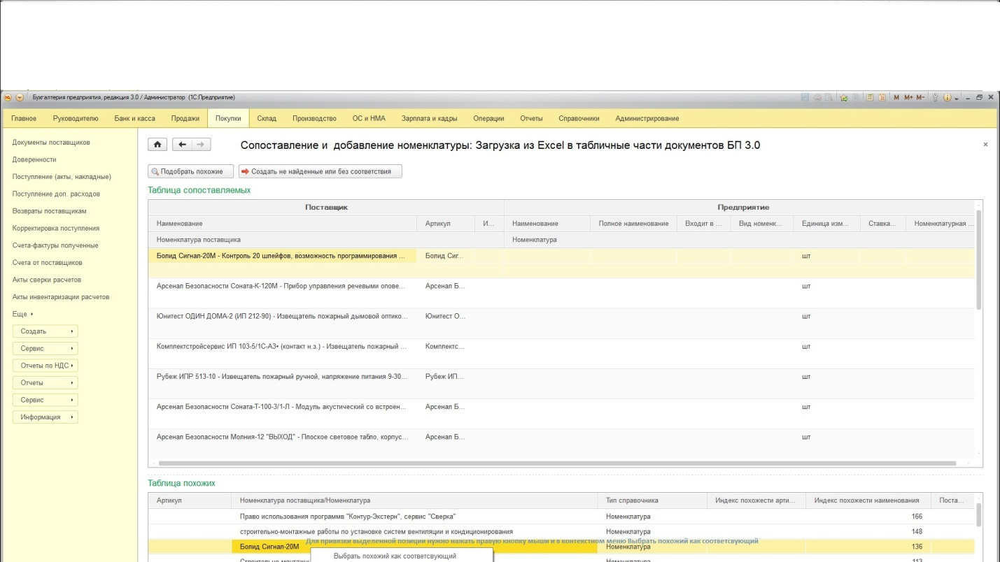 Бухгалтерия предприятия, редакция 3.0 / Администратор (1С:Предприятие)
M M+ M-
Главное Руководителю Банк и касса Продажи Покупки Склад Производство ОС и НМА Зарплата и кадры Операции Отчеты Справочники Администрирование
Документы поставщиков
Доверенности
Поступление (акты, накладные)
Поступление доп. расходов
Возвраты поставщикам
Корректировка поступления
Счета-фактуры полученные
Счета от поставщиков
Акты сверки расчетов
Акты инвентаризации расчетов
Еще
Создать
Сервис
Отчеты по НДС
Отчеты
Сервис
Информация
Сопоставление и добавление номенклатуры: Загрузка из Excel в табличные части документов БП 3.0
Подобрать похожие Создать не найденные или без соответствия
Таблица сопоставляемых
Поставщик Предприятие
Наименование Артикул И... Наименование Полное наименование Входит в ... Вид номенк... Единица изм... Ставка... Номенклатурная ...
Номенклатура поставщика Номенклатура
Болид Сигнал-20М - Контроль 20 шлейфов, возможность программирования ... Болид Сиг... шт
Арсенал Безопасности Соната-К-120М - Прибор управления речевыми опове... Арсенал Б... шт
Юнитест ОДИН ДОМА-2 (ИП 212-90) - Извещатель пожарный дымовой оптико... Юнитест О... шт
Комплектстройсервис ИП 103-5/1С-А3• (контакт н.з.) - Извещатель пожарный ... Комплектс... шт
Рубеж ИПР 513-10 - Извещатель пожарный ручной, напряжение питания 9-30... Рубеж ИП... шт
Арсенал Безопасности Соната-Т-100-3/1-Л - Модуль акустический со встроен... Арсенал Б... шт
Арсенал Безопасности Молния-12 "ВЫХОД" - Плоское световое табло, корпус... Арсенал Б... шт
Таблица похожих
Артикул Номенклатура поставщика/Номенклатура Тип справочника Индекс похожести арти... Индекс похожести наименования Поста...
Право использования программ "Контур-Экстерн", сервис "Сверка" Номенклатура 166
строительно-монтажные работы по установке систем вентиляции и кондиционирования Номенклатура 148
Для привязки выделенной позиции нужно нажать правую кнопку мыши и в контекстном меню Выбрать похожий как соответсвующий
Болид Сигнал-20М Номенклатура 136
Выбрать похожий как соответсвующий